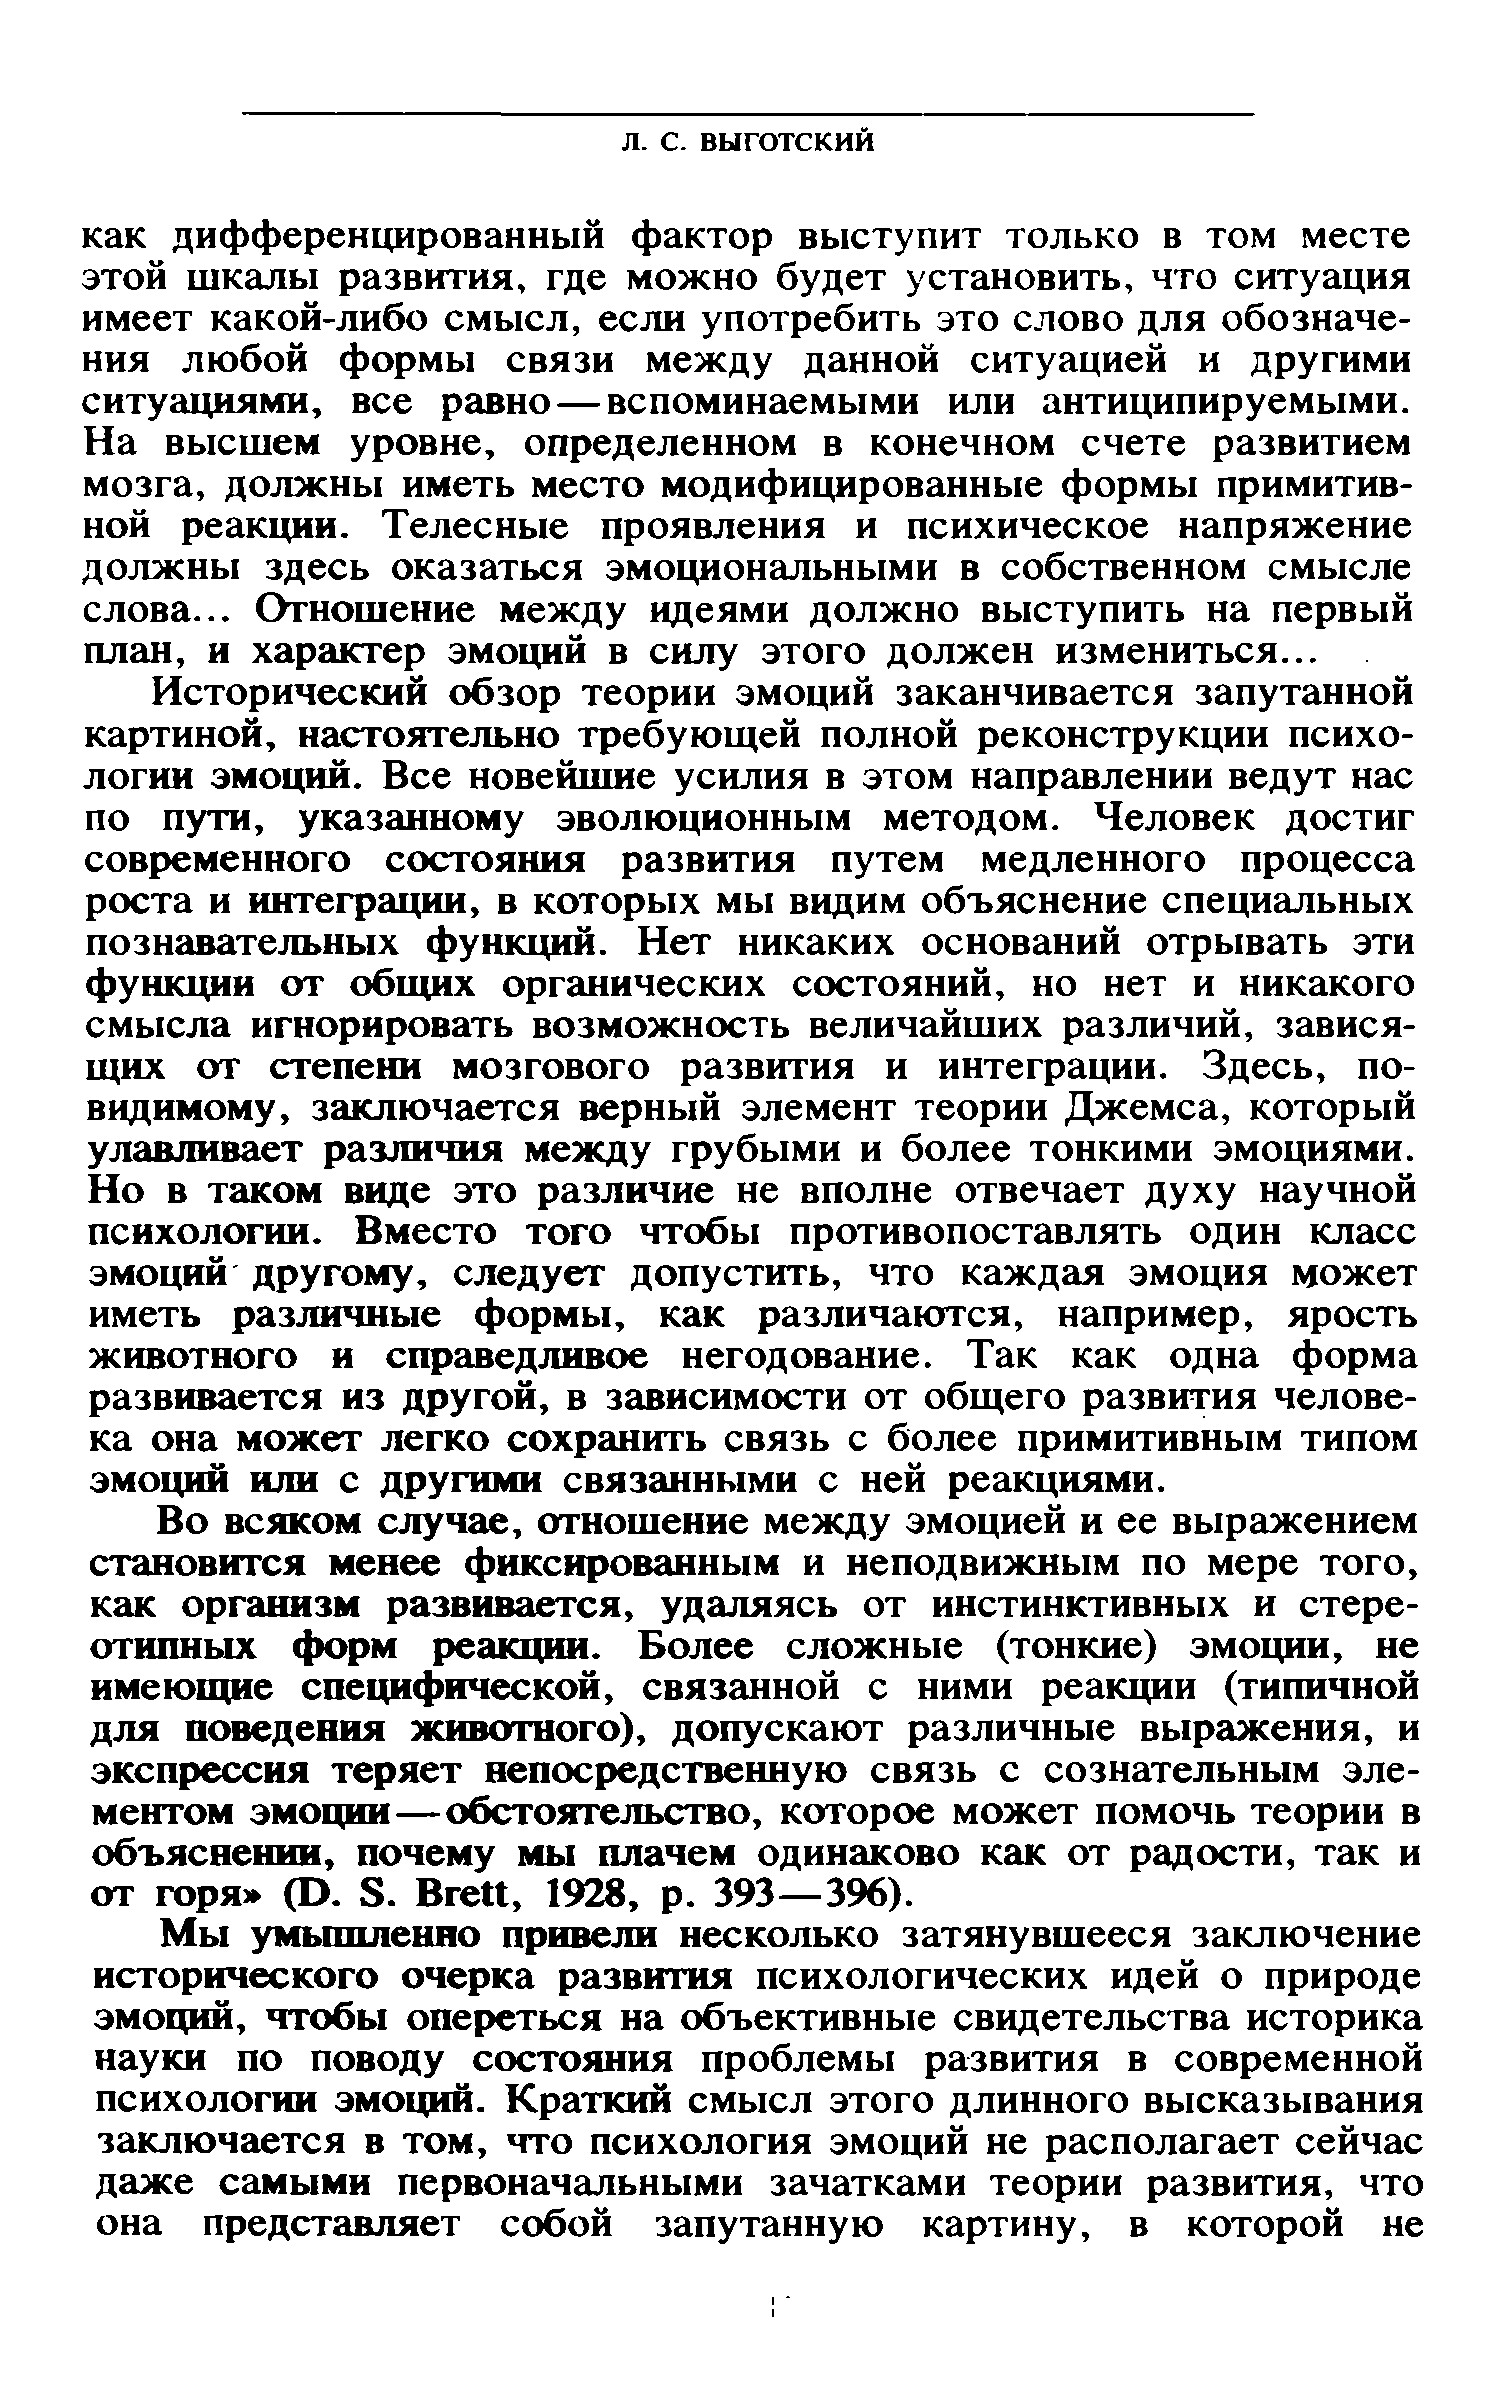 Л. С. ВЫГОТСКИЙ
как дифференцированный фактор выступит только в том месте
этой шкалы развития, где можно будет установить, что ситуация
имеет какой-либо смысл, если употребить это слово для обозначе-
ния любой формы связи между данной ситуацией и другими
ситуациями, все равно — вспоминаемыми или антиципируемыми.
На высшем уровне, определенном в конечном счете развитием
мозга, должны иметь место модифицированные формы примитив-
ной реакции. Телесные проявления и психическое напряжение
должны здесь оказаться эмоциональными в собственном смысле
слова... Отношение между идеями должно выступить на первый
план, и характер эмоций в силу этого должен измениться...
Исторический обзор теории эмоций заканчивается запутанной
картиной, настоятельно требующей полной реконструкции психо-
логии эмоций. Все новейшие усилия в этом направлении ведут нас
по пути, указанному эволюционным методом. Человек достиг
современного состояния развития путем медленного процесса
роста и интеграции, в которых мы видим объяснение специальных
познавательных функций. Нет никаких оснований отрывать эти
функции от общих органических состояний, но нет и никакого
смысла игнорировать возможность величайших различий, завися-
щих от степени мозгового развития и интеграции. Здесь, по-
видимому, заключается верный элемент теории Джемса, который
улавливает различия между грубыми и более тонкими эмоциями.
Но в таком виде это различие не вполне отвечает духу научной
психологии. Вместо того чтобы противопоставлять один класс
эмоций другому, следует допустить, что каждая эмоция может
иметь различные формы, как различаются, например, ярость
животного и справедливое негодование. Так как одна форма
развивается из другой, в зависимости от общего развития челове-
ка она может легко сохранить связь с более примитивным типом
эмоций или с другими связанными с ней реакциями.
Во всяком случае, отношение между эмоцией и ее выражением
становится менее фиксированным и неподвижным по мере того,
как организм развивается, удаляясь от инстинктивных и стере-
отипных форм реакции. Более сложные (тонкие) эмоции, не
имеющие специфической, связанной с ними реакции (типичной
для поведения животного), допускают различные выражения, и
экспрессия теряет непосредственную связь с сознательным эле-
ментом эмоции — обстоятельство, которое может помочь теории в
объяснении, почему мы плачем одинаково как от радости, так и
от горя» (D. S. Brett, 1928, p. 393—396).
Мы умышленно привели несколько затянувшееся заключение
исторического очерка развития психологических идей о природе
эмоций, чтобы опереться на объективные свидетельства историка
науки по поводу состояния проблемы развития в современной
психологии эмоций. Краткий смысл этого длинного высказывания
заключается в том, что психология эмоций не располагает сейчас
даже самыми первоначальными зачатками теории развития, что
она представляет собой запутанную картину, в которой не